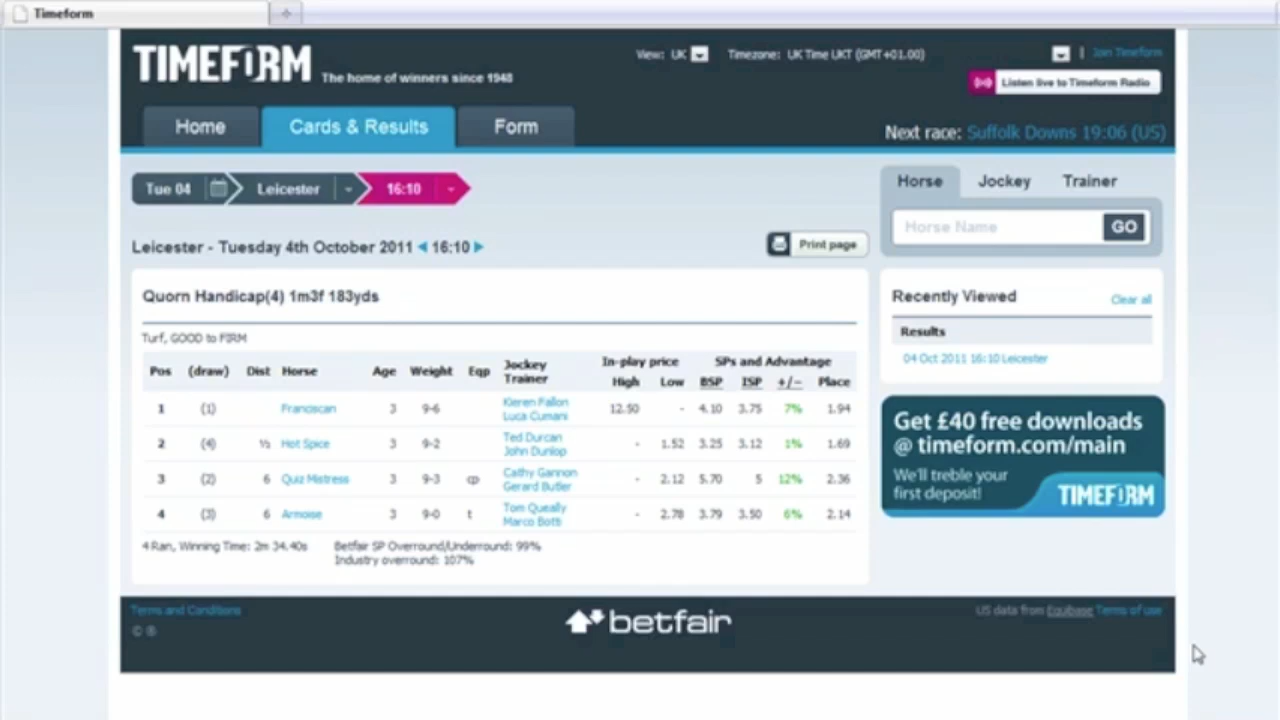 Timeform
TIMEFORM
The home of winners since 1948
View: UK
Timezone: UK Time UKT (GMT+01.00)
| Join Timeform
Listen live to Timeform Radio
Home
Cards & Results
Form
Next race: Suffolk Downs 19:06 (US)
Tue 04
Leicester
16:10
Horse
Jockey
Trainer
Horse Name
GO
Leicester - Tuesday 4th October 2011 16:10
Print page
Quorn Handicap(4) 1m3f 183yds
Turf, GOOD to FIRM
In-play price SPs and Advantage
Pos (draw) Dist Horse Age Weight Eqp Jockey Trainer High Low BSP ISP +/- Place
1 (1) Franciscan 3 9-6 Kieren Fallon 12.50 - 4.10 3.75 7% 1.94
Luca Cumani
2 (4) ½ Hot Spice 3 9-2 Ted Durcan - 1.52 3.25 3.12 1% 1.69
John Dunlop
3 (2) 6 Quiz Mistress 3 9-3 cp Cathy Gannon - 2.12 5.70 5 12% 2.36
Gerard Butler
4 (3) 6 Armoise 3 9-0 t Tom Queally - 2.78 3.79 3.50 6% 2.14
Marco Botti
4 Ran, Winning Time: 2m 34.40s Betfair SP Overround/Underround: 99%
Industry overround: 107%
Recently Viewed
Clear all
Results
04 Oct 2011 16:10 Leicester
Get £40 free downloads
@ timeform.com/main
We'll treble your
first deposit!
TIMEFORM
Terms and Conditions
© ®
betfair
US data from Equibase Terms of use